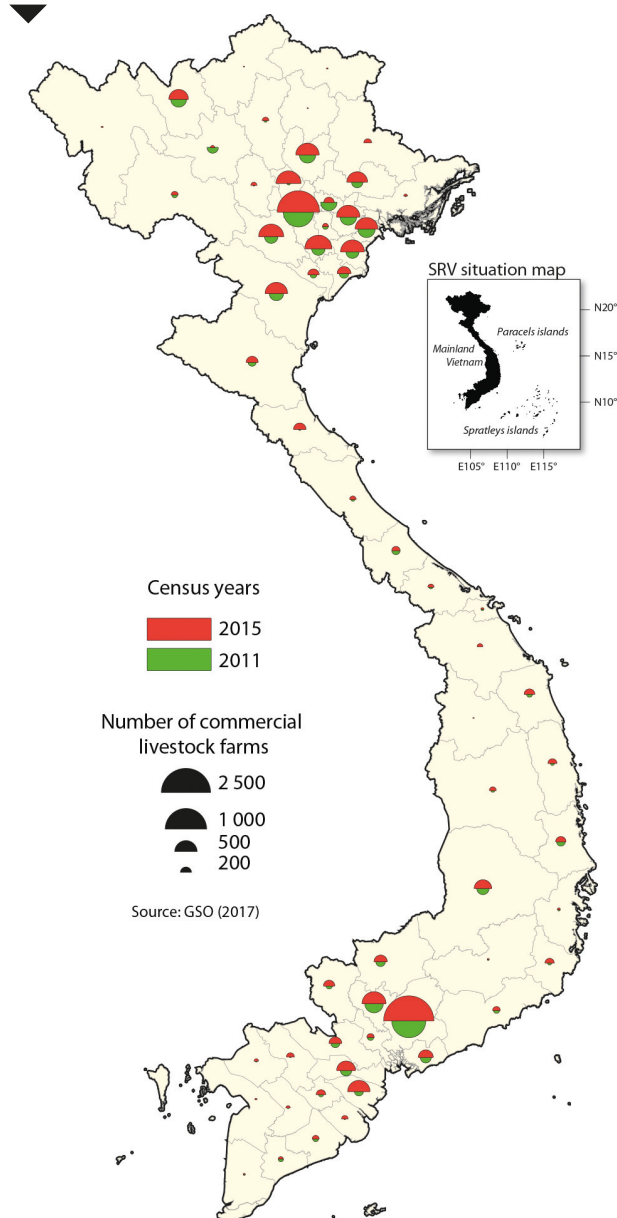 SRV situation map
N20°
Paracels islands
Mainland
Vietnam
N15°
N10°
Spratleys islands
E105° E110° E115°
Census years
2015
2011
Number of commercial
livestock farms
2 500
1 000
500
200
Source: GSO (2017)